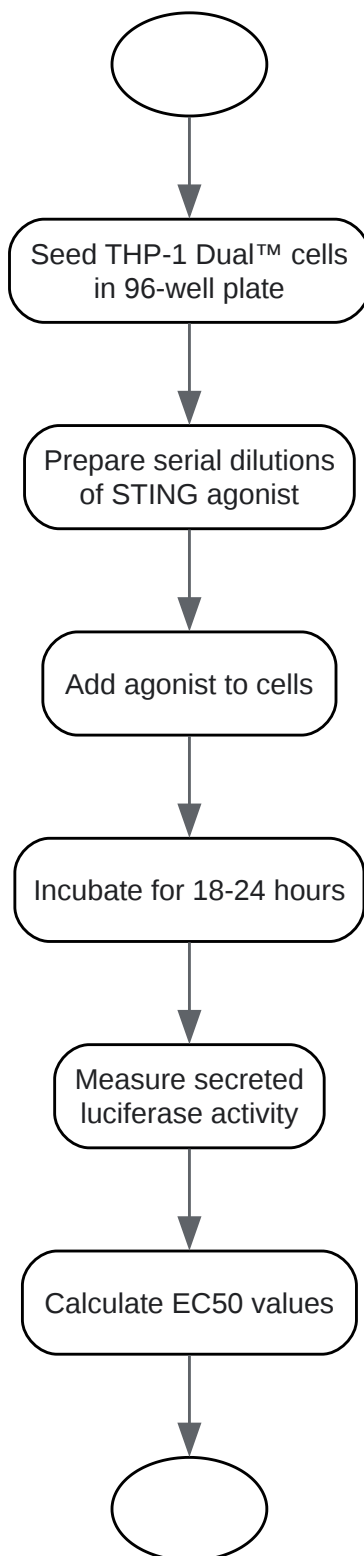 Seed THP-1 Dual™ cells
in 96-well plate
Prepare serial dilutions
of STING agonist
Add agonist to cells
Incubate for 18-24 hours
Measure secreted
luciferase activity
Calculate EC50 values